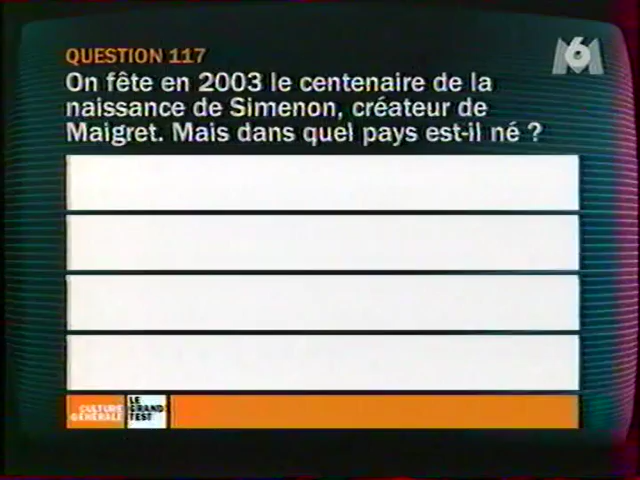 QUESTION 117
M6
On fête en 2003 le centenaire de la
naissance de Simenon, créateur de
Maigret. Mais dans quel pays est-il né ?
CULTURE
GÉNÉRALE
LE
GRAND
TEST